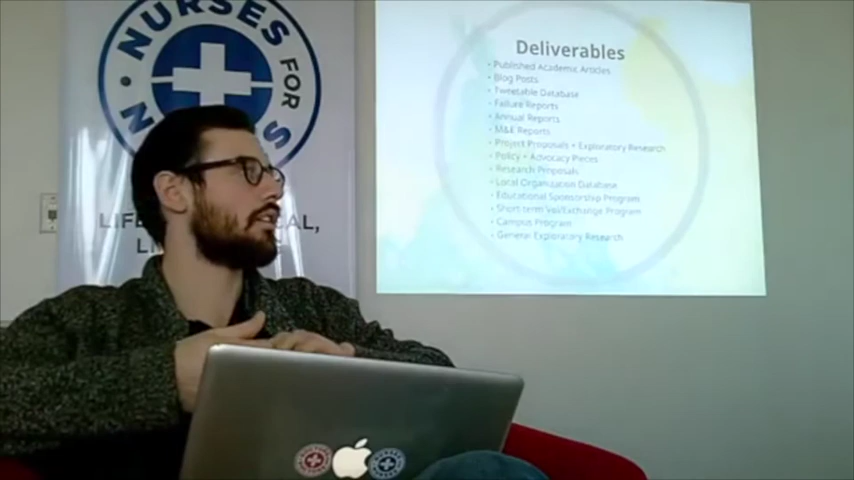 NURSES FOR
N S
LIFE AL,
L
Deliverables
• Published Academic Articles
• Blog Posts
• Tweetable Database
• Failure Reports
• Annual Reports
• M&E Reports
• Project Proposals + Exploratory Research
• Policy + Advocacy Pieces
• Research Proposals
• Local Organization Database
• Educational Sponsorship Program
• Short-term Vol/Exchange Program
• Campus Program
• General Exploratory Research